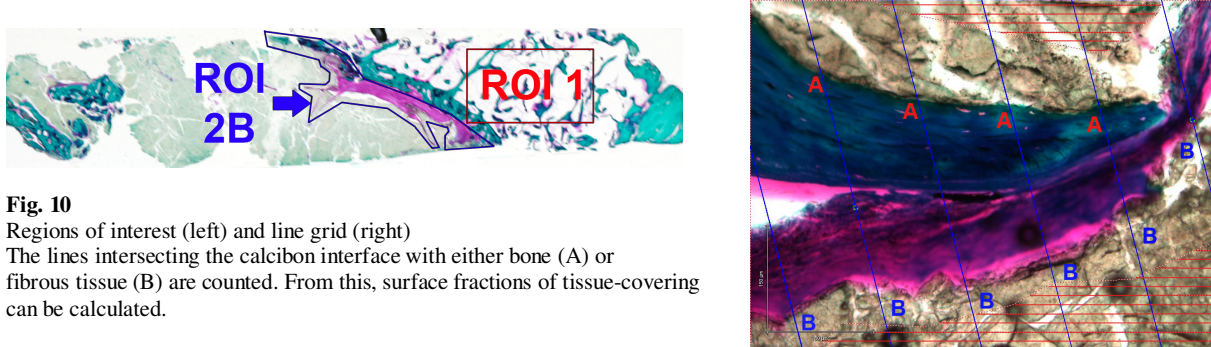 ROI
2B
ROI 1
Fig. 10
Regions of interest (left) and line grid (right)
The lines intersecting the calcibon interface with either bone (A) or
fibrous tissue (B) are counted. From this, surface fractions of tissue-covering
can be calculated.
A
A
A
A
B
B
B
B
B